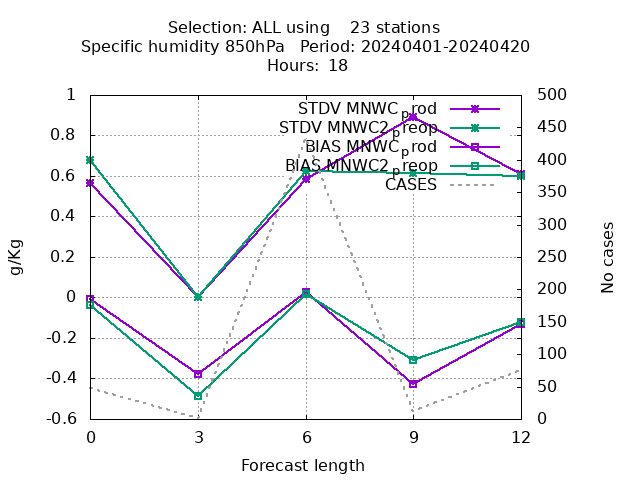 Selection: ALL using    23 stations
Specific humidity 850hPa   Period: 20240401-20240420
Hours:  18
STDV MNWC_prod
STDV MNWC2_preop
BIAS MNWC_prod
BIAS MNWC2_preop
CASES
1
0.8
0.6
0.4
0.2
0
-0.2
-0.4
-0.6
500
450
400
350
300
250
200
150
100
50
0
g/Kg
No cases
0 3 6 9 12
Forecast length